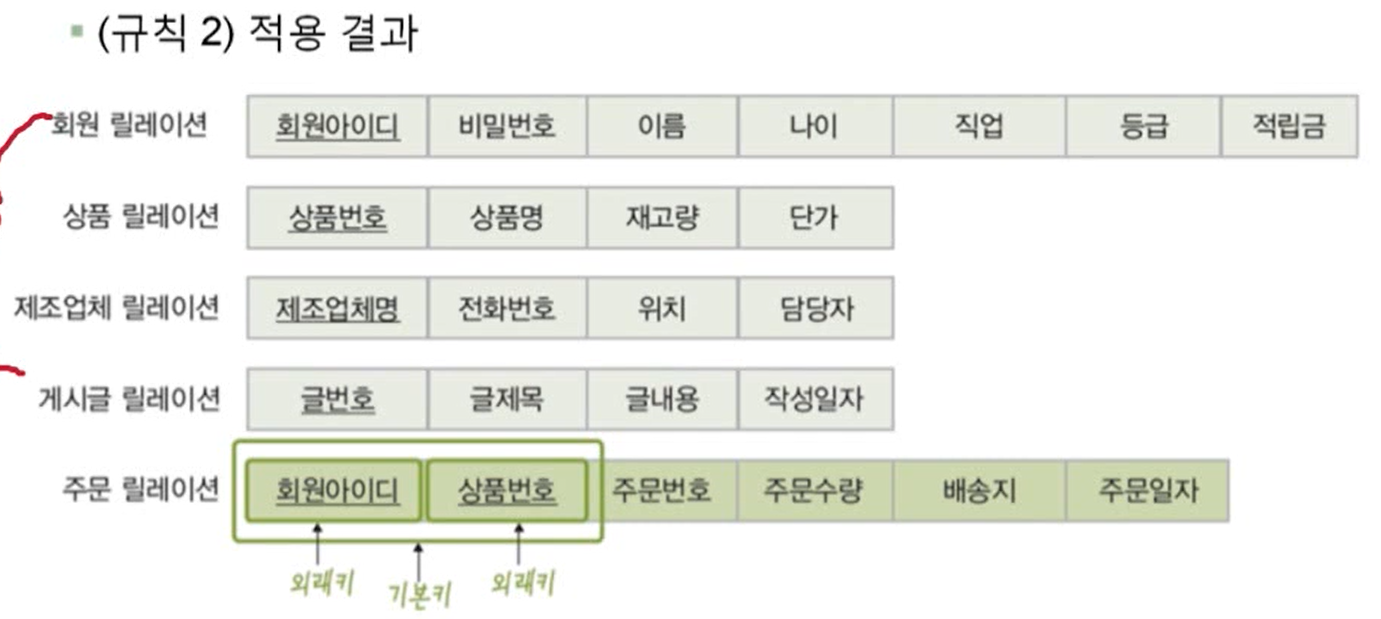 (규칙 2) 적용 결과
회원 릴레이션 회원아이디 비밀번호 이름 나이 직업 등급 적립금
상품 릴레이션 상품번호 상품명 재고량 단가
제조업체 릴레이션 제조업체명 전화번호 위치 담당자
게시글 릴레이션 글번호 글제목 글내용 작성일자
주문 릴레이션 회원아이디 상품번호 주문번호 주문수량 배송지 주문일자
외래키 기본키 외래키